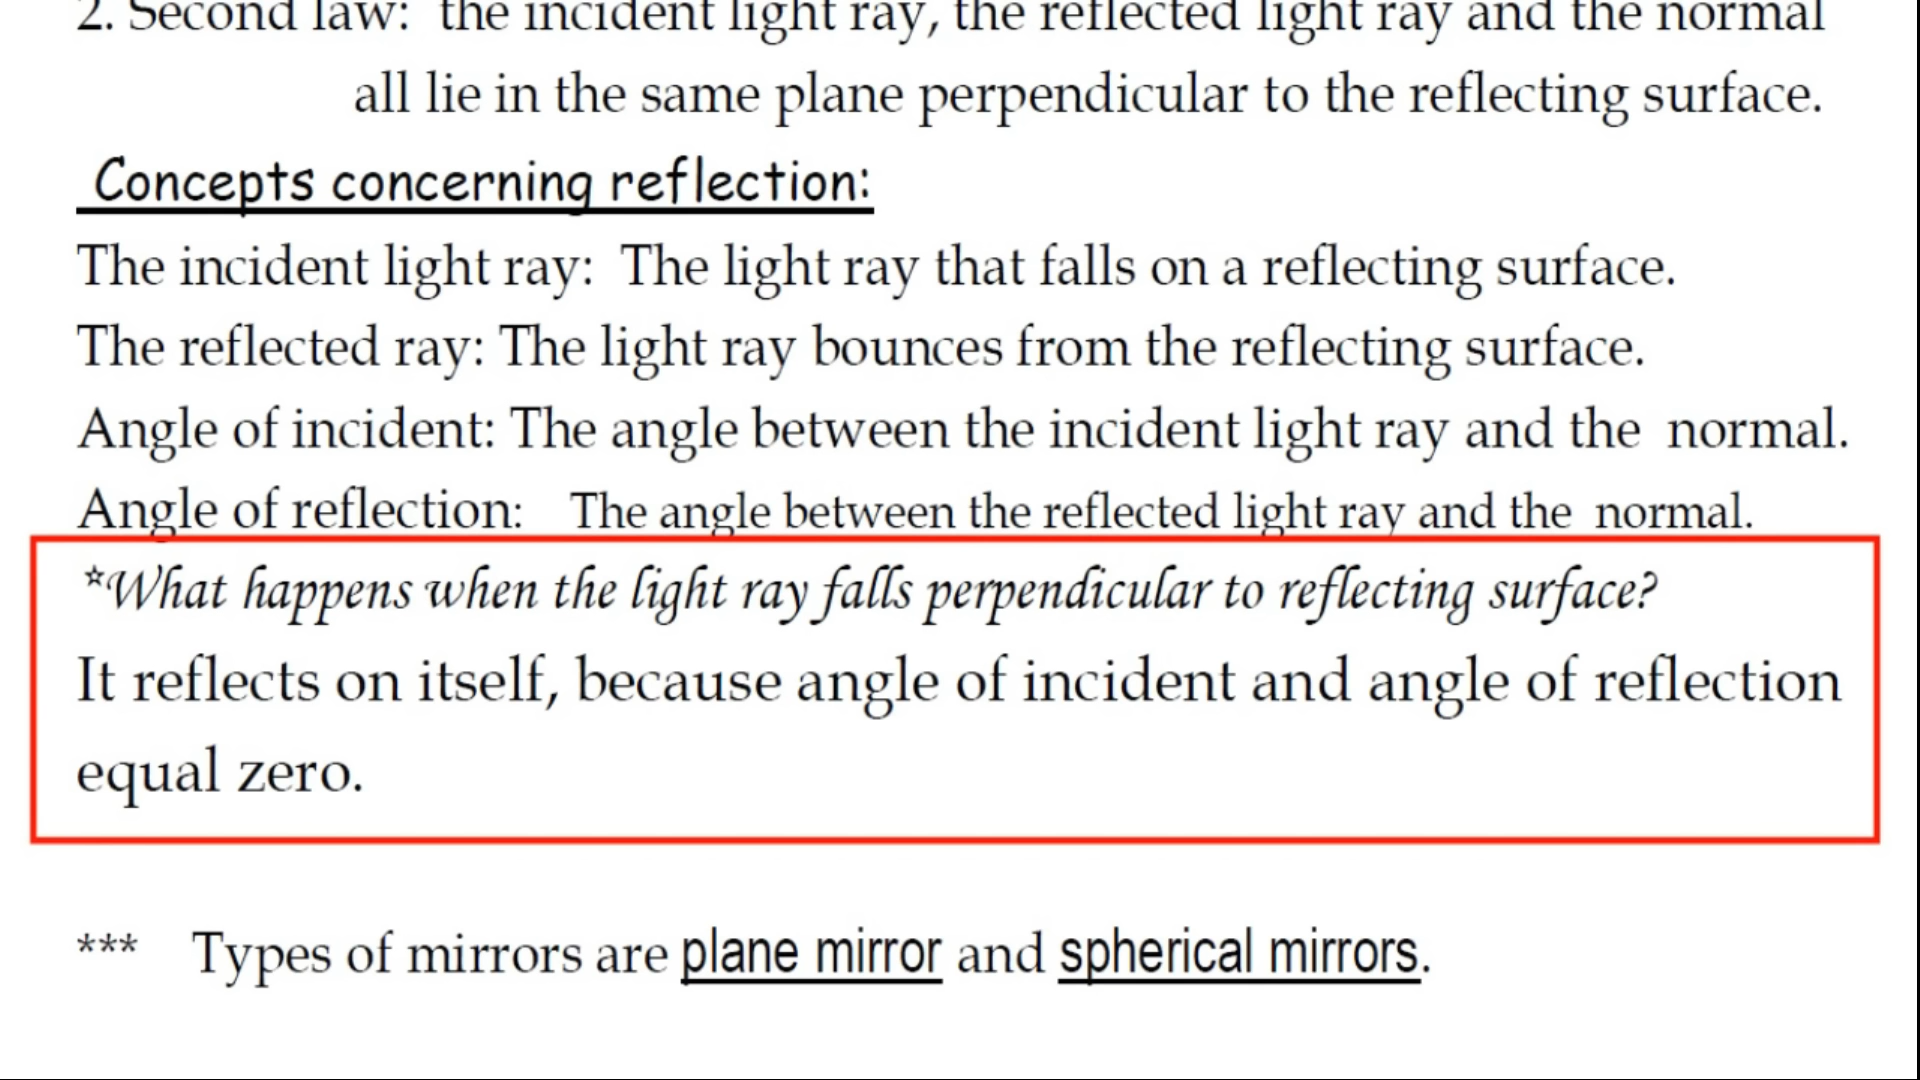 2. Second law: the incident light ray, the reflected light ray and the normal
all lie in the same plane perpendicular to the reflecting surface.
Concepts concerning reflection:
The incident light ray: The light ray that falls on a reflecting surface.
The reflected ray: The light ray bounces from the reflecting surface.
Angle of incident: The angle between the incident light ray and the normal.
Angle of reflection: The angle between the reflected light ray and the normal.
*What happens when the light ray falls perpendicular to reflecting surface?
It reflects on itself, because angle of incident and angle of reflection
equal zero.
*** Types of mirrors are plane mirror and spherical mirrors.